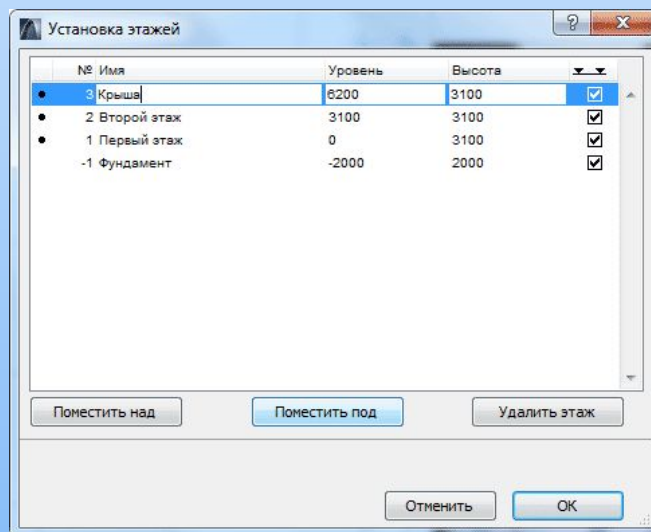 Установка этажей
№ Имя Уровень Высота
3 Крыша 6200 3100
2 Второй этаж 3100 3100
1 Первый этаж 0 3100
-1 Фундамент -2000 2000
Поместить над Поместить под Удалить этаж
Отменить OK